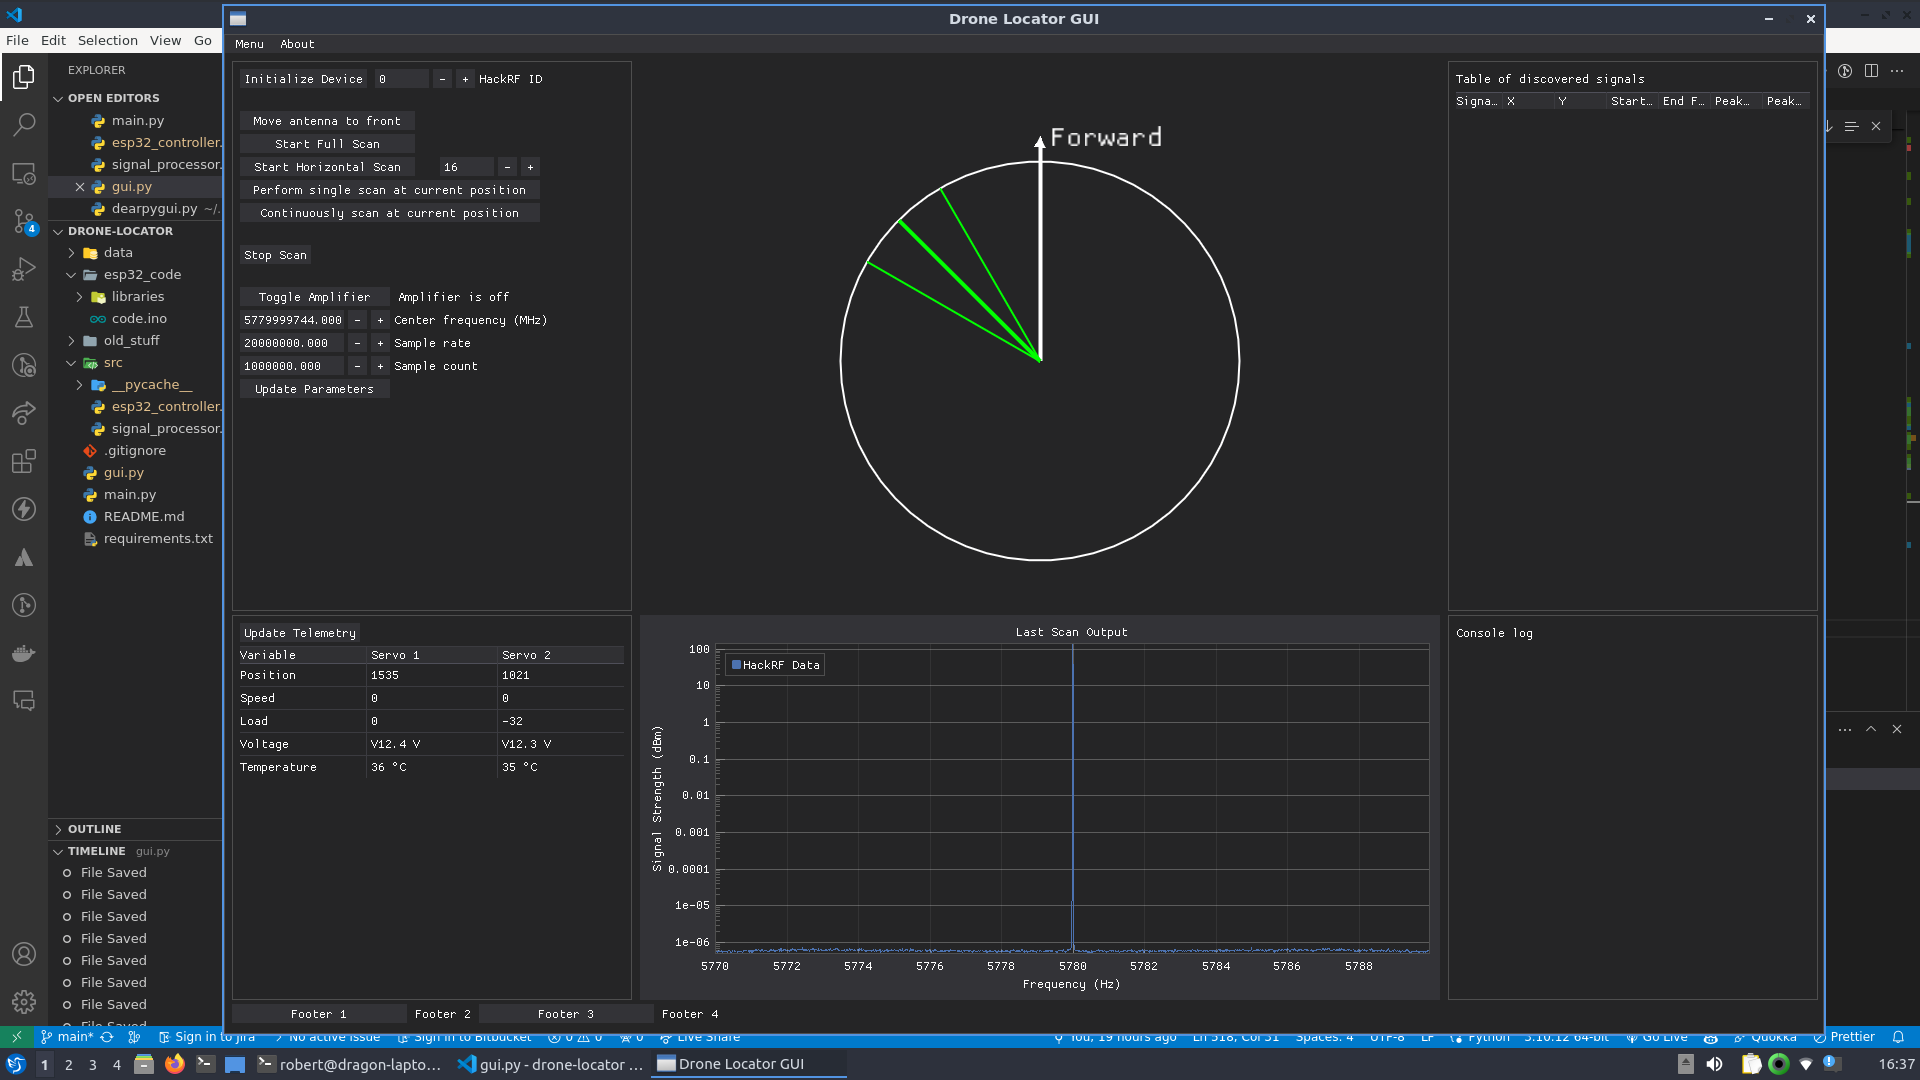 Drone Locator GUI
File Edit Selection View Go
Menu About
EXPLORER
OPEN EDITORS
main.py
esp32_controller.
signal_processor.
gui.py
dearpygui.py ~/.
DRONE-LOCATOR
data
esp32_code
libraries
code.ino
old_stuff
src
__pycache__
esp32_controller.
signal_processor.
.gitignore
gui.py
main.py
README.md
requirements.txt
OUTLINE
TIMELINE gui.py
File Saved
File Saved
File Saved
File Saved
File Saved
File Saved
File Saved
File Saved
4
Initialize Device 0 - + HackRF ID
Move antenna to front
Start Full Scan
Start Horizontal Scan 16 - +
Perform single scan at current position
Continuously scan at current position
Stop Scan
Toggle Amplifier Amplifier is off
5779999744.000 - + Center frequency (MHz)
20000000.000 - + Sample rate
1000000.000 - + Sample count
Update Parameters
Forward
Table of discovered signals
Signa... X Y Start... End F... Peak... Peak...
Update Telemetry
Variable Servo 1 Servo 2
Position 1535 1021
Speed 0 0
Load 0 -32
Voltage V12.4 V V12.3 V
Temperature 36 °C 35 °C
Last Scan Output
HackRF Data
Signal Strength (dBm)
100
10
1
0.1
0.01
0.001
0.0001
1e-05
1e-06
5770 5772 5774 5776 5778 5780 5782 5784 5786 5788
Frequency (Hz)
Console log
Footer 1 Footer 2 Footer 3 Footer 4
main* Sign in to Jira No active issue Sign in to Bitbucket 0 0 0 Live Share You, 19 hours ago Ln 518, Col 31 Spaces: 4 UTF-8 LF Python 3.10.12 64-bit Go Live Quokka Prettier
1 2 3 4 robert@dragon-lapto... gui.py - drone-locator ... Drone Locator GUI 16:37